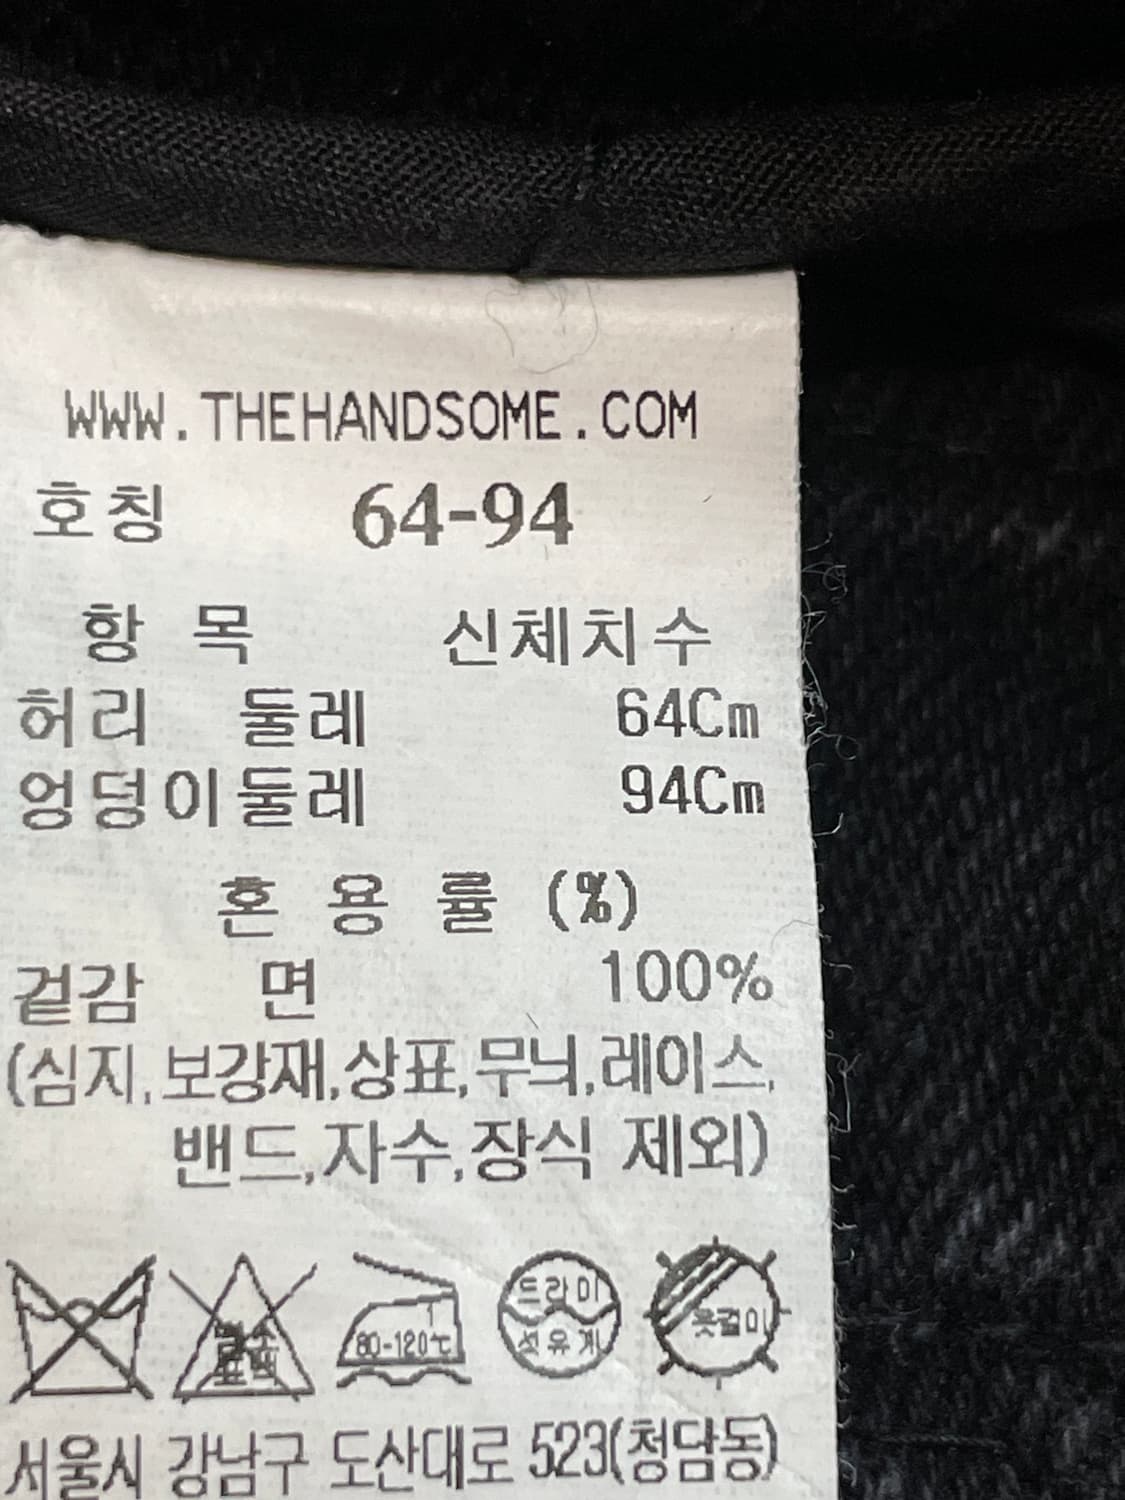 WWW.THEHANDSOME.COM
호칭 64-94
항 목 신체치수
허리 둘레 64Cm
엉덩이둘레 94Cm
혼 용 률 (%)
겉감 면 100%
(심지,보강재,상표,무늬,레이스,
밴드,자수,장식 제외)
80-120℃ 드라이 석유계 옷걸이
서울시 강남구 도산대로 523(청담동)